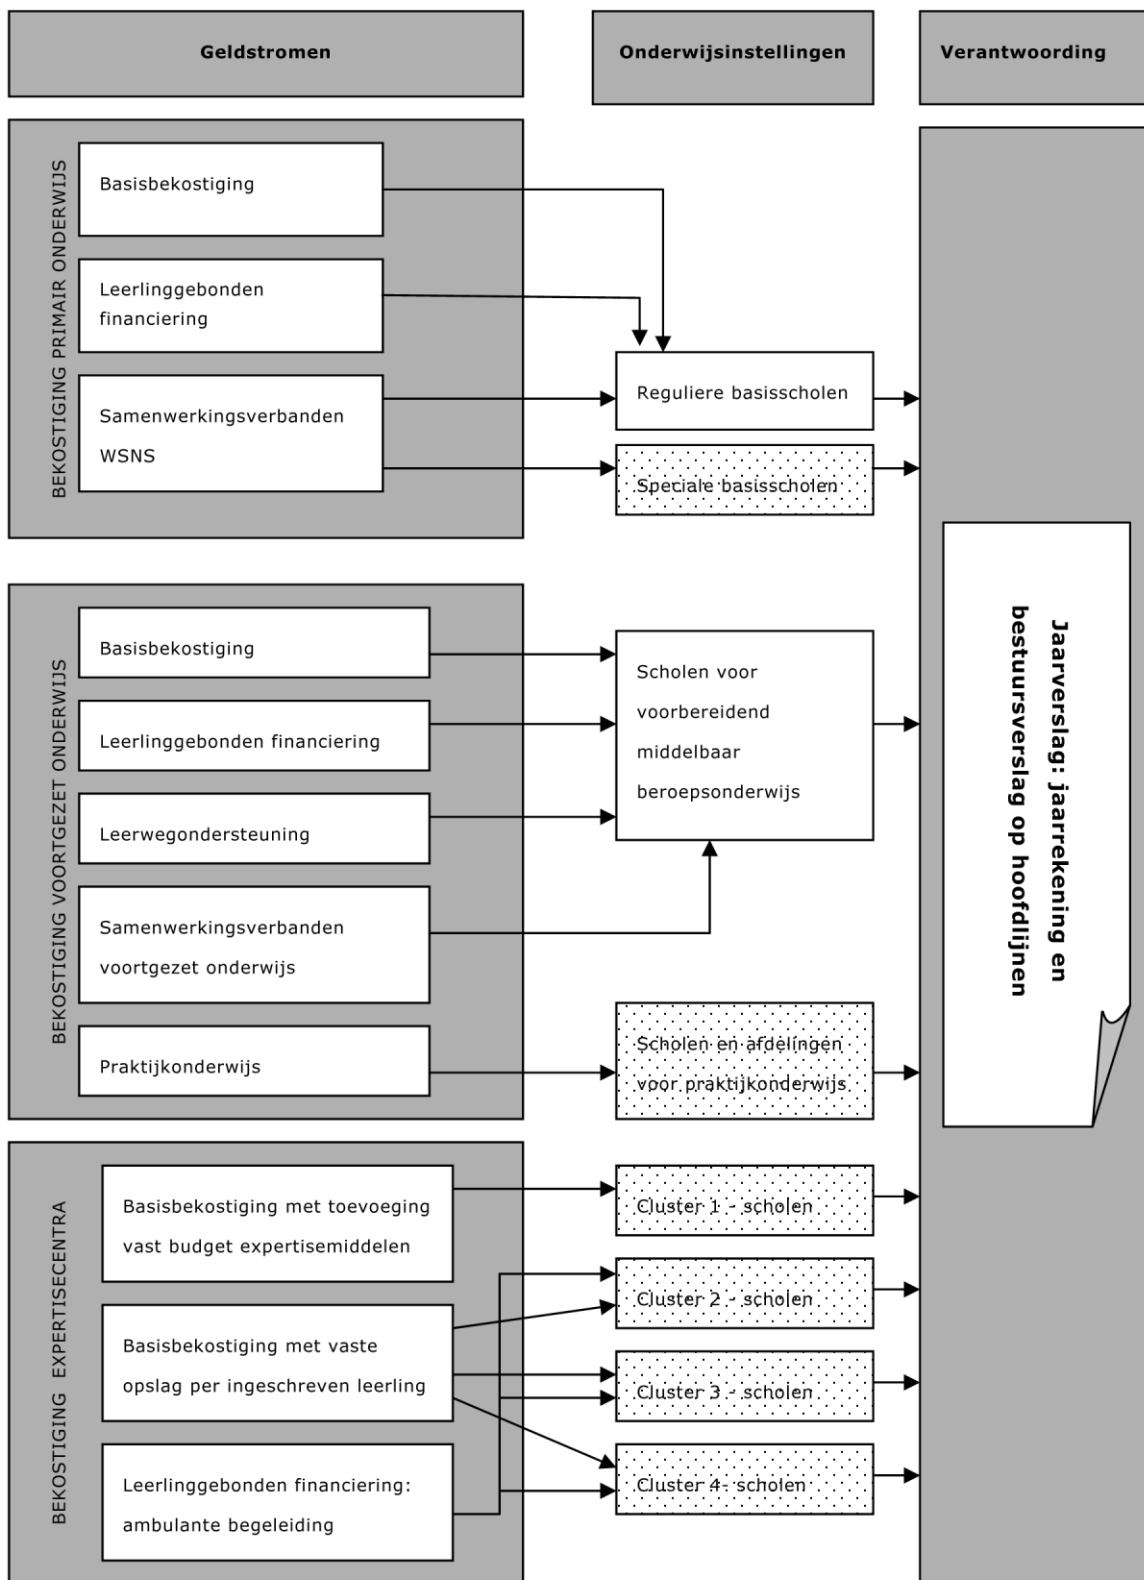 Geldstromen
Onderwijsinstellingen
Verantwoording
BEKOSTIGING PRIMAIR ONDERWIJS
Basisbekostiging
Leerlinggebonden
financiering
Samenwerkingsverbanden
WSNS
Reguliere basisscholen
Speciale basisscholen
BEKOSTIGING VOORTGEZET ONDERWIJS
Basisbekostiging
Leerlinggebonden financiering
Leerwegondersteuning
Samenwerkingsverbanden
voortgezet onderwijs
Praktijkonderwijs
Scholen voor
voorbereidend
middelbaar
beroepsonderwijs
Scholen en afdelingen
voor praktijkonderwijs
BEKOSTIGING EXPERTISECENTRA
Basisbekostiging met toevoeging
vast budget expertisemiddelen
Basisbekostiging met vaste
opslag per ingeschreven leerling
Leerlinggebonden financiering:
ambulante begeleiding
Cluster 1 - scholen
Cluster 2 - scholen
Cluster 3 - scholen
Cluster 4- scholen
Jaarverslag: jaarrekening en
bestuursverslag op hoofdlijnen